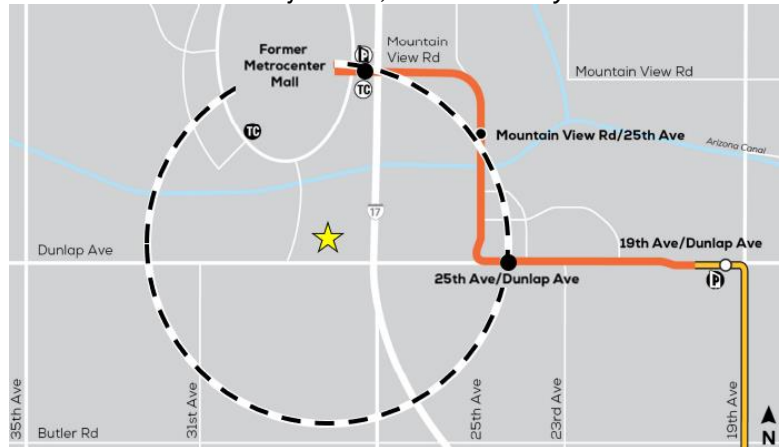 Former
Metrocenter
Mall
P
TC
Mountain
View Rd
Mountain View Rd
TC
Mountain View Rd/25th Ave
Arizona Canal
17
Dunlap Ave
19th Ave/Dunlap Ave
25th Ave/Dunlap Ave
P
35th Ave
31st Ave
25th Ave
23rd Ave
19th Ave
Butler Rd
N